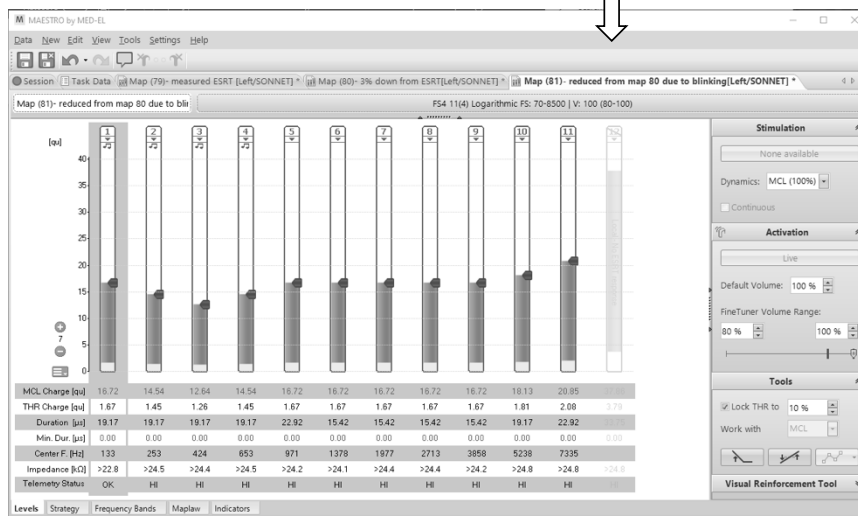 MAESTRO by MED-EL
Data New Edit View Tools Settings Help
Session Task Data Map (79)- measured ESRT [Left/SONNET] * Map (80)- 3% down from ESRT[Left/SONNET] * Map (81)- reduced from map 80 due to blinking[Left/SONNET] *
Map (81)- reduced from map 80 due to bli FS4 11(4) Logarithmic FS: 70-8500 | V: 100 (80-100)
[qu] 1 2 3 4 5 6 7 8 9 10 11 12
40
35
30
25
20
15
10
5
0
7
MCL Charge [qu] 16.72 14.54 12.64 14.54 16.72 16.72 16.72 16.72 16.72 18.13 20.85
THR Charge [qu] 1.67 1.45 1.26 1.45 1.67 1.67 1.67 1.67 1.67 1.81 2.08 3.79
Duration [µs] 19.17 19.17 19.17 19.17 22.92 15.42 15.42 15.42 15.42 19.17 22.92
Min. Dur. [µs] 0.00 0.00 0.00 0.00 0.00 0.00 0.00 0.00 0.00 0.00 0.00 0.00
Center F. [Hz] 133 253 424 653 971 1378 1977 2713 3858 5238 7335
Impedance [kΩ] >22.8 >24.5 >24.4 >24.5 >24.2 >24.1 >24.4 >24.4 >24.2 >24.8 >24.8 >24.8
Telemetry Status OK HI HI HI HI HI HI HI HI HI HI HI
Levels Strategy Frequency Bands Maplaw Indicators
Stimulation
None available
Dynamics: MCL (100%)
Continuous
Activation
Live
Default Volume: 100 %
FineTuner Volume Range:
80 % 100 %
Tools
Lock THR to 10 %
Work with MCL
Visual Reinforcement Tool